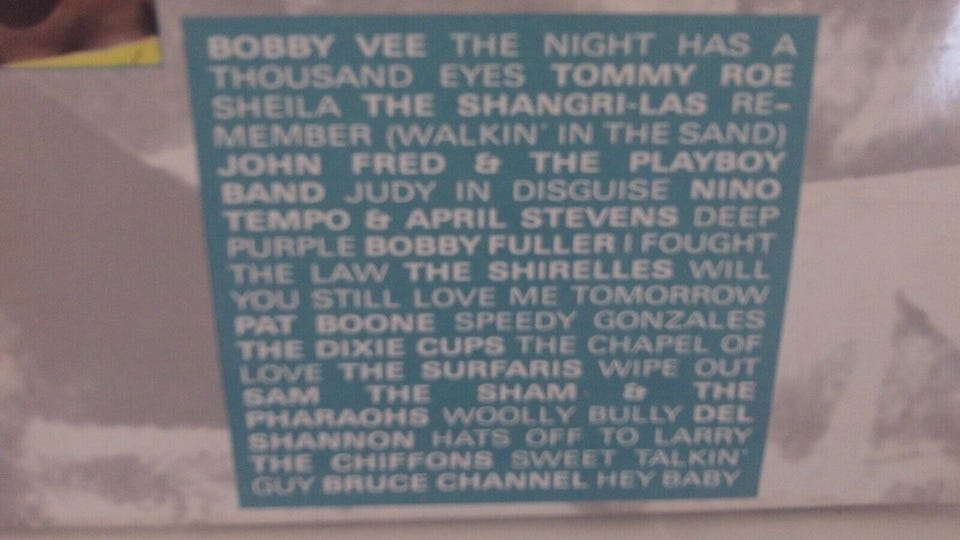 BOBBY VEE THE NIGHT HAS A
THOUSAND EYES TOMMY ROE
SHEILA THE SHANGRI-LAS RE-
MEMBER (WALKIN' IN THE SAND)
JOHN FRED & THE PLAYBOY
BAND JUDY IN DISGUISE NINO
TEMPO & APRIL STEVENS DEEP
PURPLE BOBBY FULLER I FOUGHT
THE LAW THE SHIRELLES WILL
YOU STILL LOVE ME TOMORROW
PAT BOONE SPEEDY GONZALES
THE DIXIE CUPS THE CHAPEL OF
LOVE THE SURFARIS WIPE OUT
SAM THE SHAM & THE
PHARAOHS WOOLLY BULLY DEL
SHANNON HATS OFF TO LARRY
THE CHIFFONS SWEET TALKIN'
GUY BRUCE CHANNEL HEY BABY